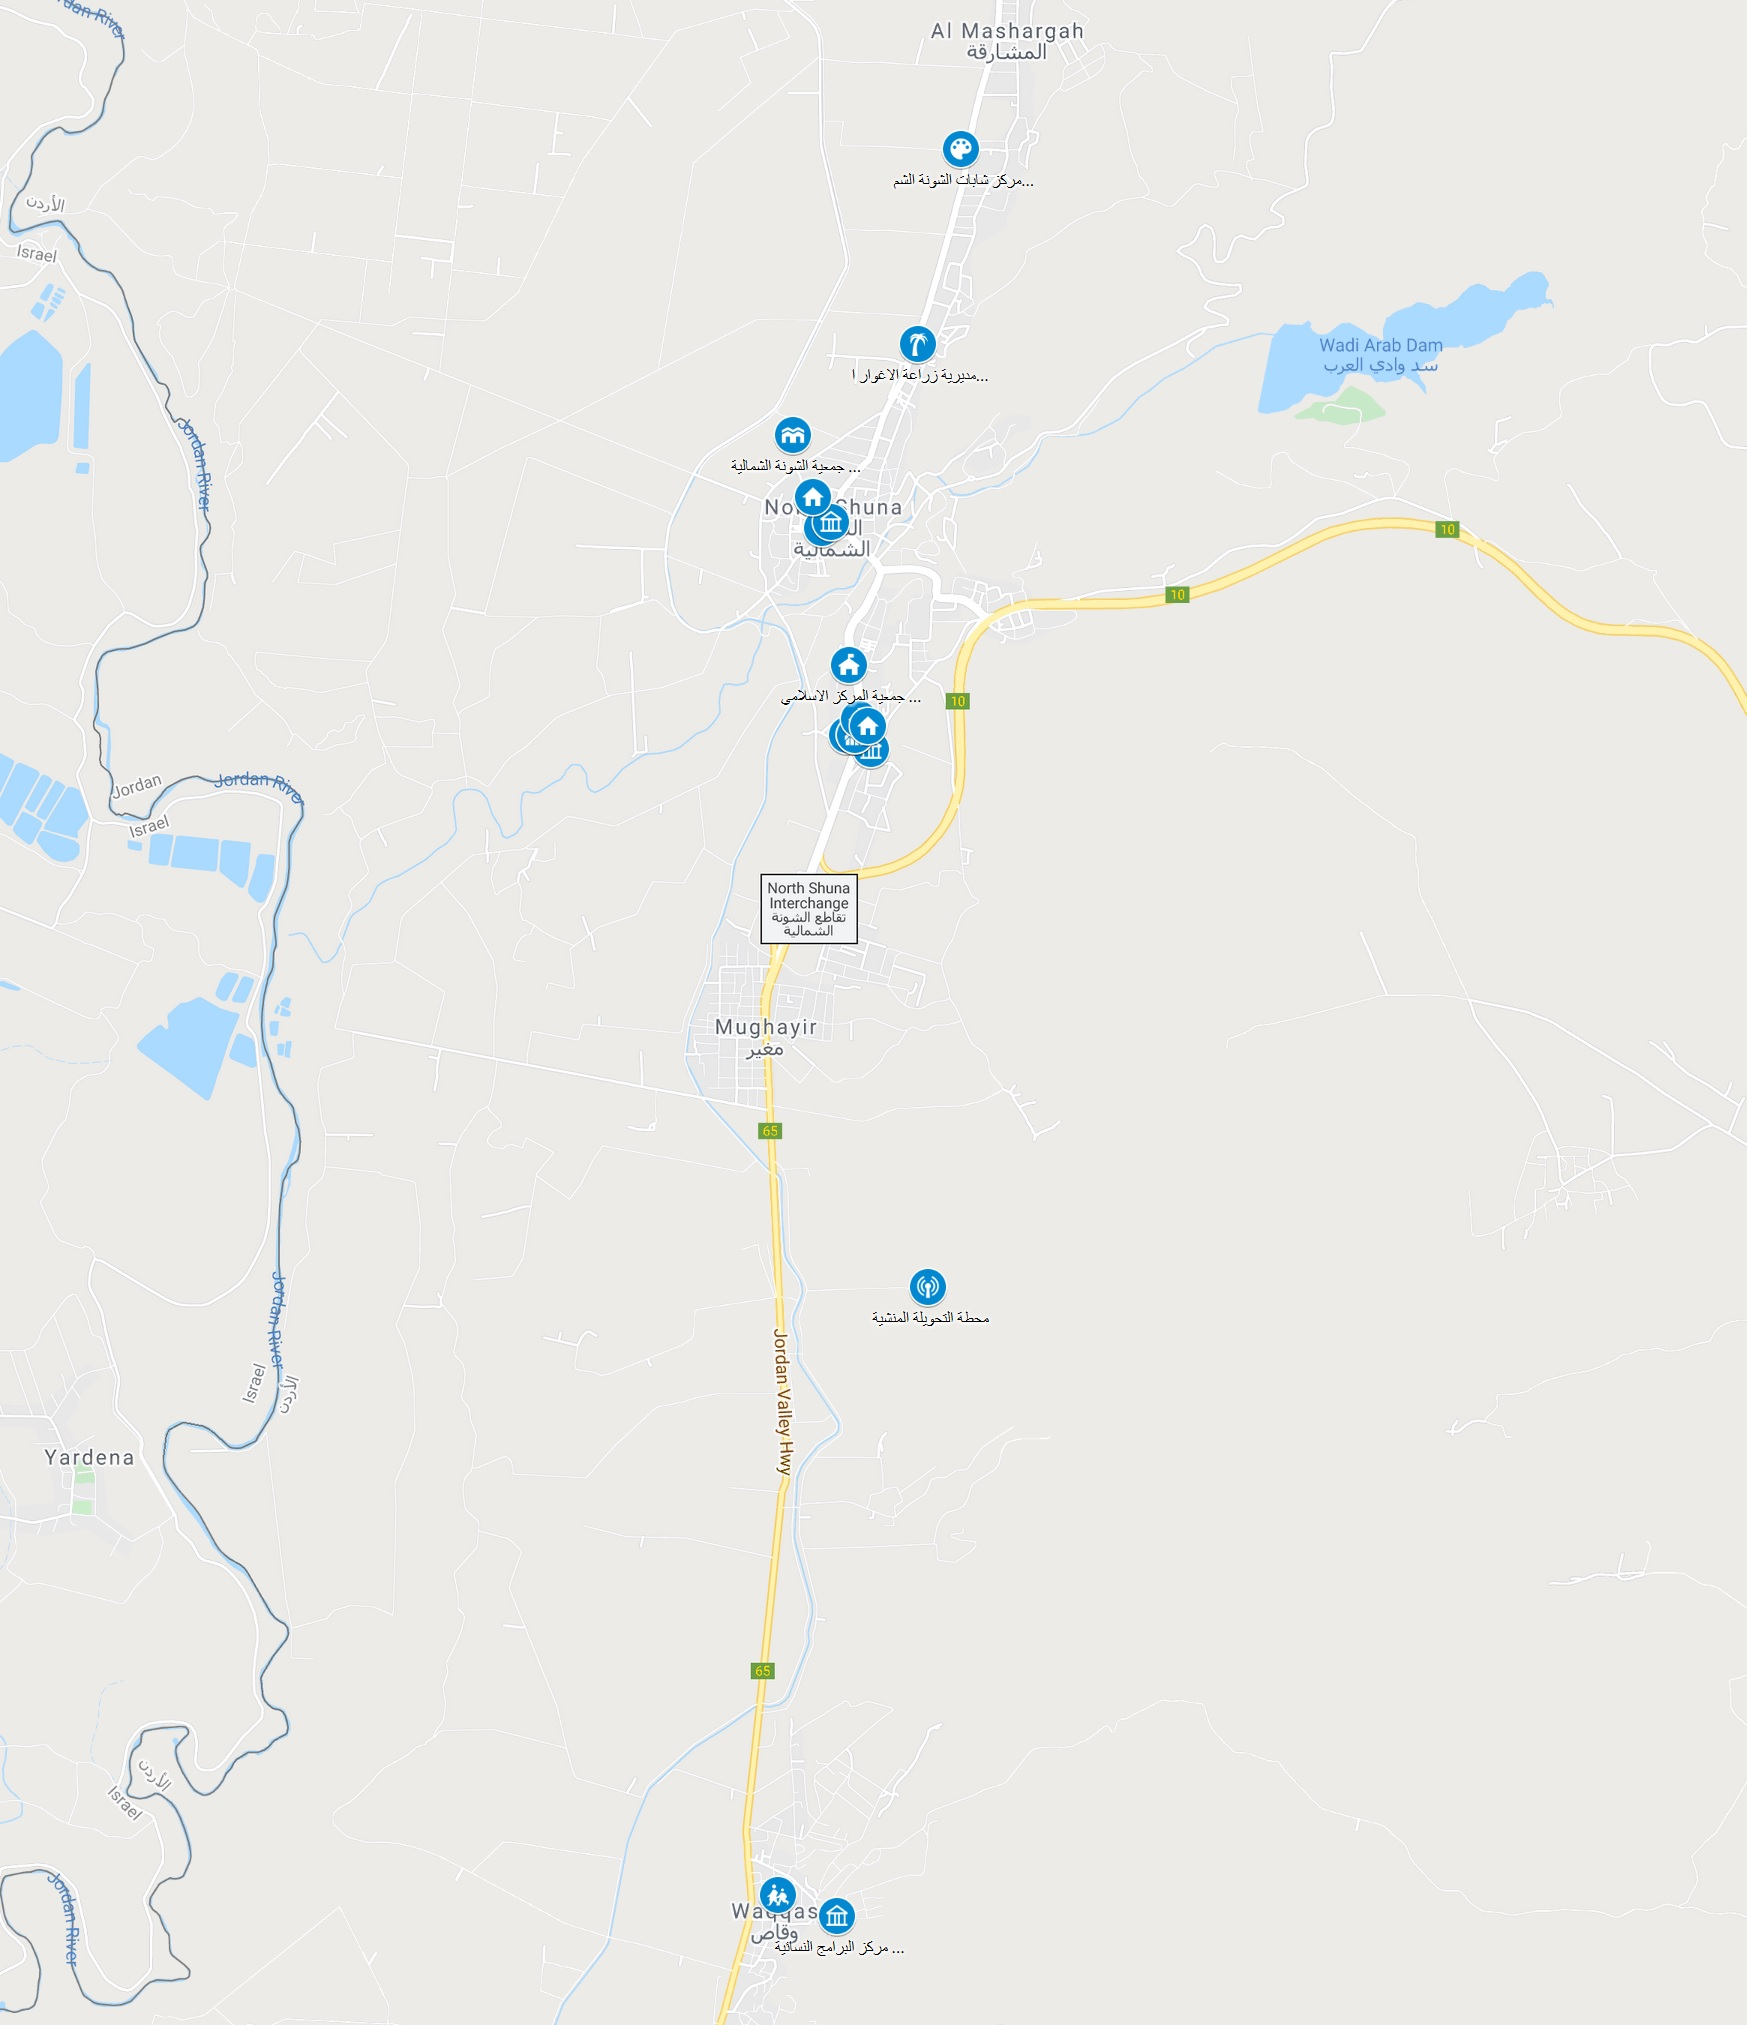 Jordan River
Al Mashargah
المشارقة
مركز شابات الشونة الشم...
الأردن
Israel
Wadi Arab Dam
سد وادي العرب
مديرية زراعة الاغوار ا...
Jordan River
جمعية الشونة الشمالية ...
North Shuna
الشمالية
10
10
جمعية المركز الاسلامي ...
10
Jordan
Jordan River
Israel
North Shuna
Interchange
تقاطع الشونة
الشمالية
Mughayir
مغير
65
محطة التحويلة المنشية
Jordan River
Israel
الأردن
Jordan Valley Hwy
Yardena
65
الأردن
Israel
Jordan River
Waqqas
وقاص
مركز البرامج النسائية ...